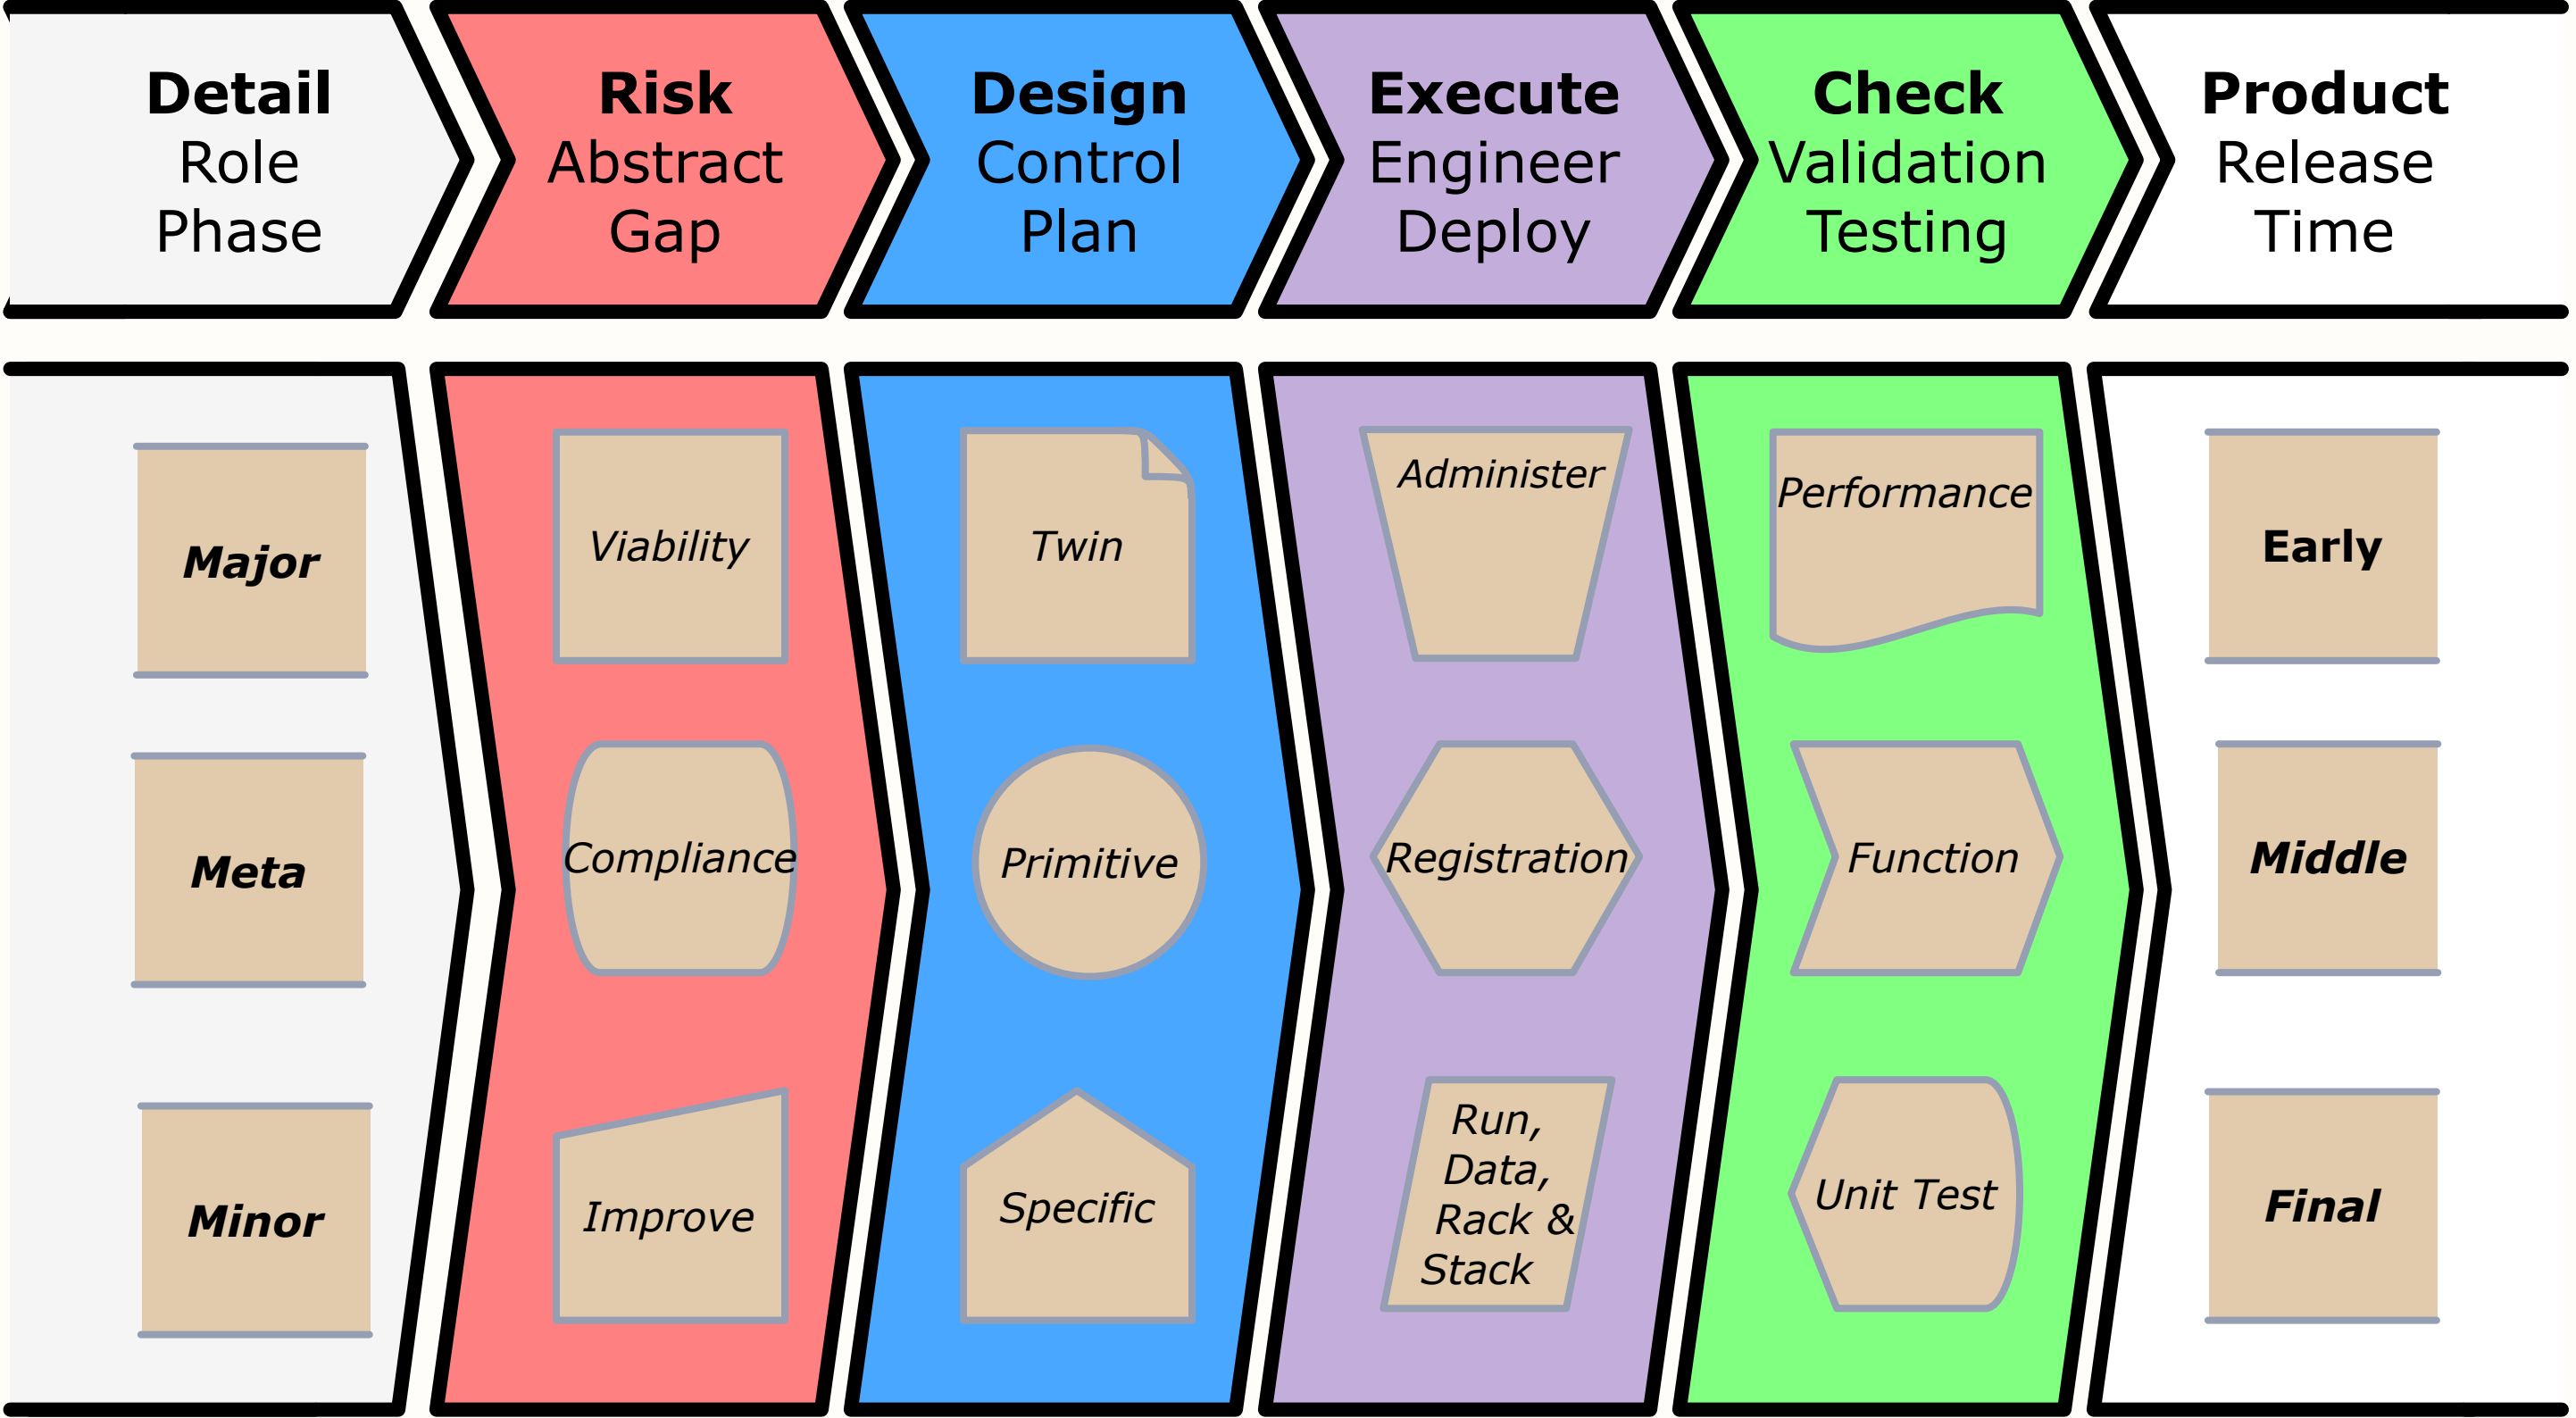 Detail
Role
Phase
Risk
Abstract
Gap
Design
Control
Plan
Execute
Engineer
Deploy
Check
Validation
Testing
Product
Release
Time
Major
Viability
Twin
Administer
Performance
Early
Meta
Compliance
Primitive
Registration
Function
Middle
Minor
Improve
Specific
Run,
Data,
Rack &
Stack
Unit Test
Final